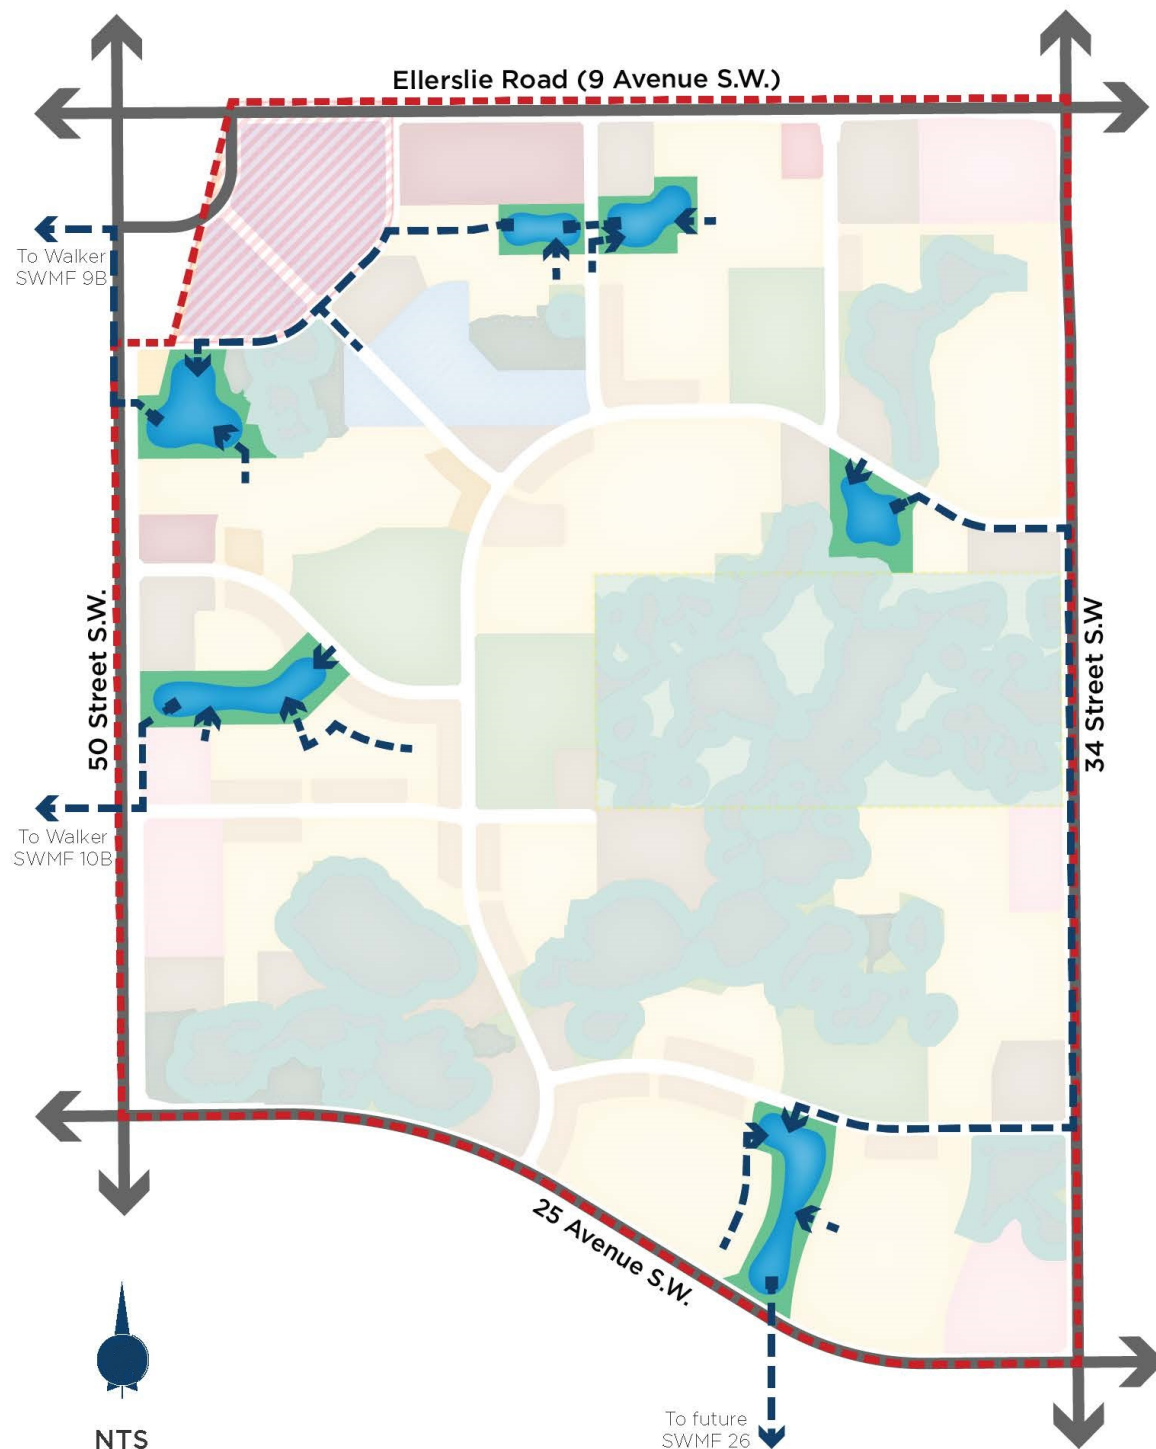 Ellerslie Road (9 Avenue S.W.)
To Walker
SWMF 9B
50 Street S.W.
34 Street S.W
To Walker
SWMF 10B
25 Avenue S.W.
NTS
To future
SWMF 26